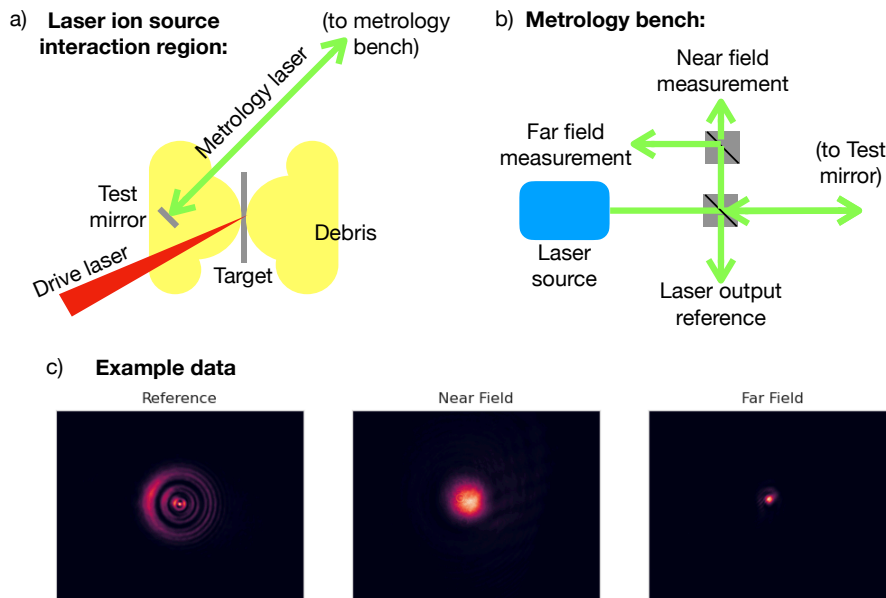 a) Laser ion source
interaction region:
(to metrology
bench)
Metrology laser
Test
mirror
Drive laser
Target
Debris
b) Metrology bench:
Near field
measurement
Far field
measurement
(to Test
mirror)
Laser
source
Laser output
reference
c) Example data
Reference
Near Field
Far Field